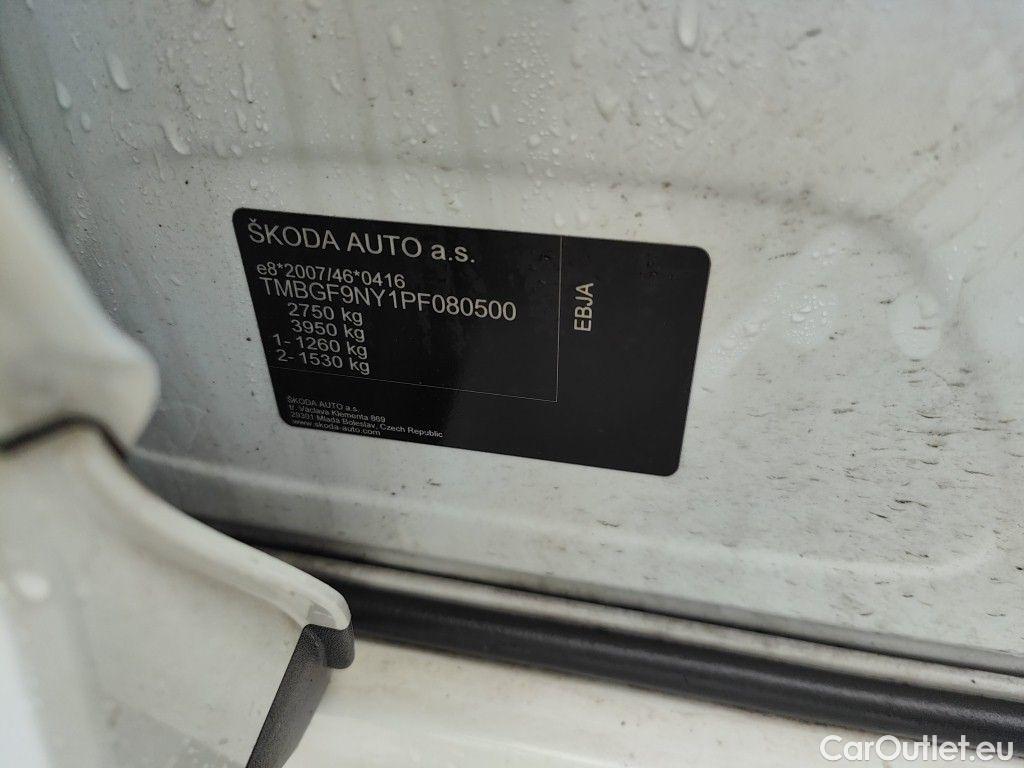 ŠKODA AUTO a.s.
e8*2007/46*0416
TMBGF9NY1PF080500
2750 kg
3950 kg
1- 1260 kg
2- 1530 kg
EBJA
ŠKODA AUTO a.s.
tř. Václava Klementa 869
29301 Mladá Boleslav, Czech Republic
www.skoda-auto.com
CarOutlet.eu